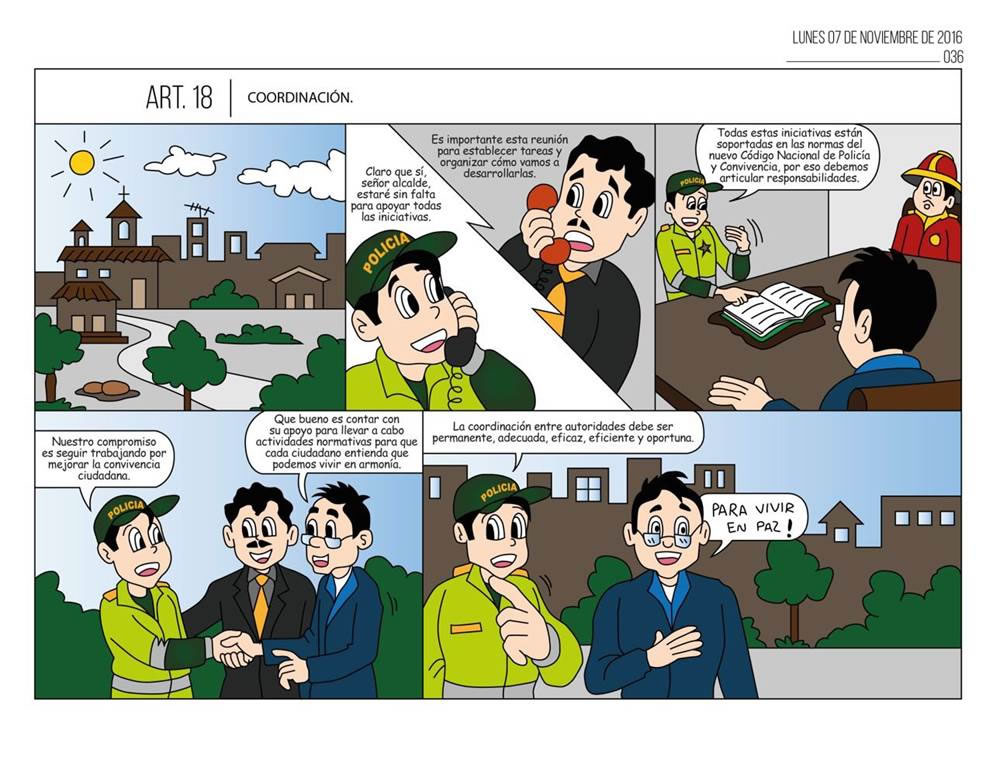 LUNES 07 DE NOVIEMBRE DE 2016
036
ART. 18
COORDINACIÓN.
Claro que sí,
señor alcalde,
estaré sin falta
para apoyar todas
las iniciativas.
POLICIA
Es importante esta reunión
para establecer tareas y
organizar cómo vamos a
desarrollarlas.
Todas estas iniciativas están
soportadas en las normas del
nuevo Código Nacional de Policía
y Convivencia, por eso debemos
articular responsabilidades.
POLICIA
Nuestro compromiso
es seguir trabajando por
mejorar la convivencia
ciudadana.
POLICIA
Que bueno es contar con
su apoyo para llevar a cabo
actividades normativas para que
cada ciudadano entienda que
podemos vivir en armonía.
La coordinación entre autoridades debe ser
permanente, adecuada, eficaz, eficiente y oportuna.
POLICIA
PARA VIVIR
EN PAZ!